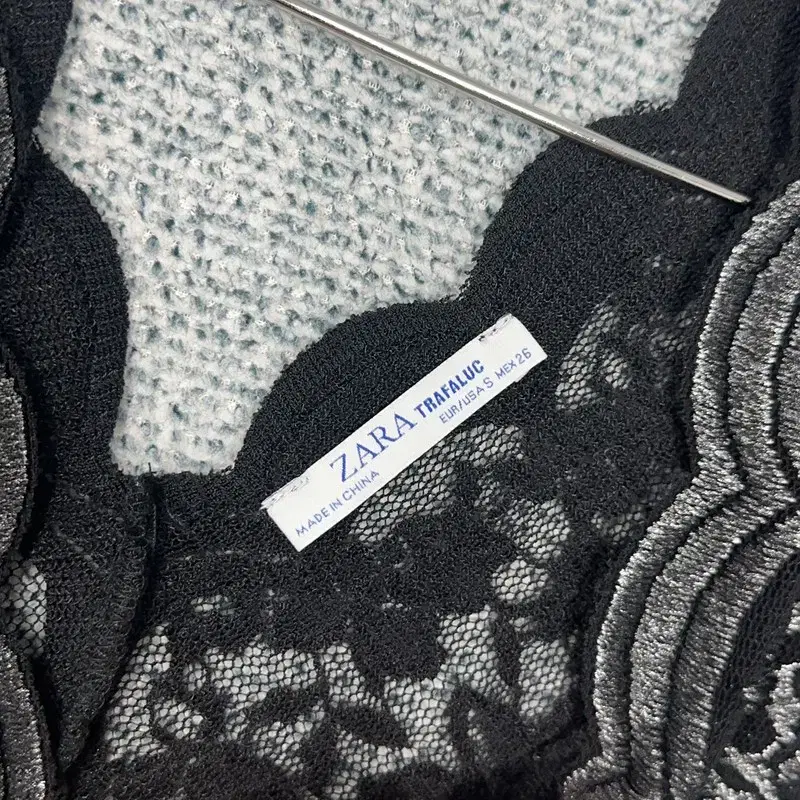 ZARA TRAFALUC
MADE IN CHINA EUR/USA S MEX 26